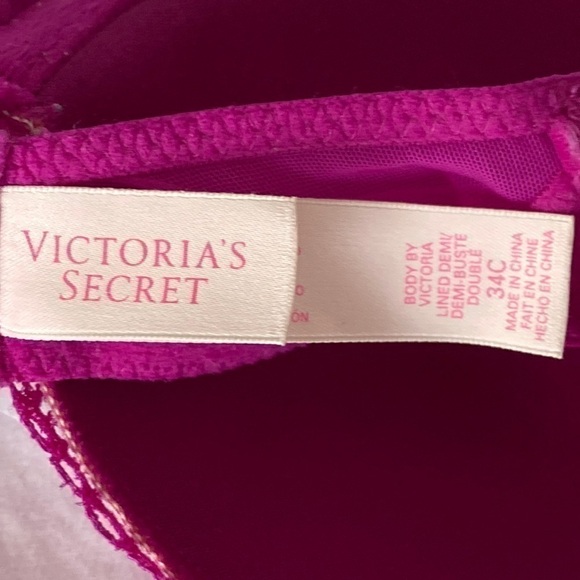 VICTORIA'S
SECRET
O
ÓN
BODY BY
VICTORIA
LINED DEMI/
DEMI-BUSTE
DOUBLÉ
34C
MADE IN CHINA
FAIT EN CHINE
HECHO EN CHINA